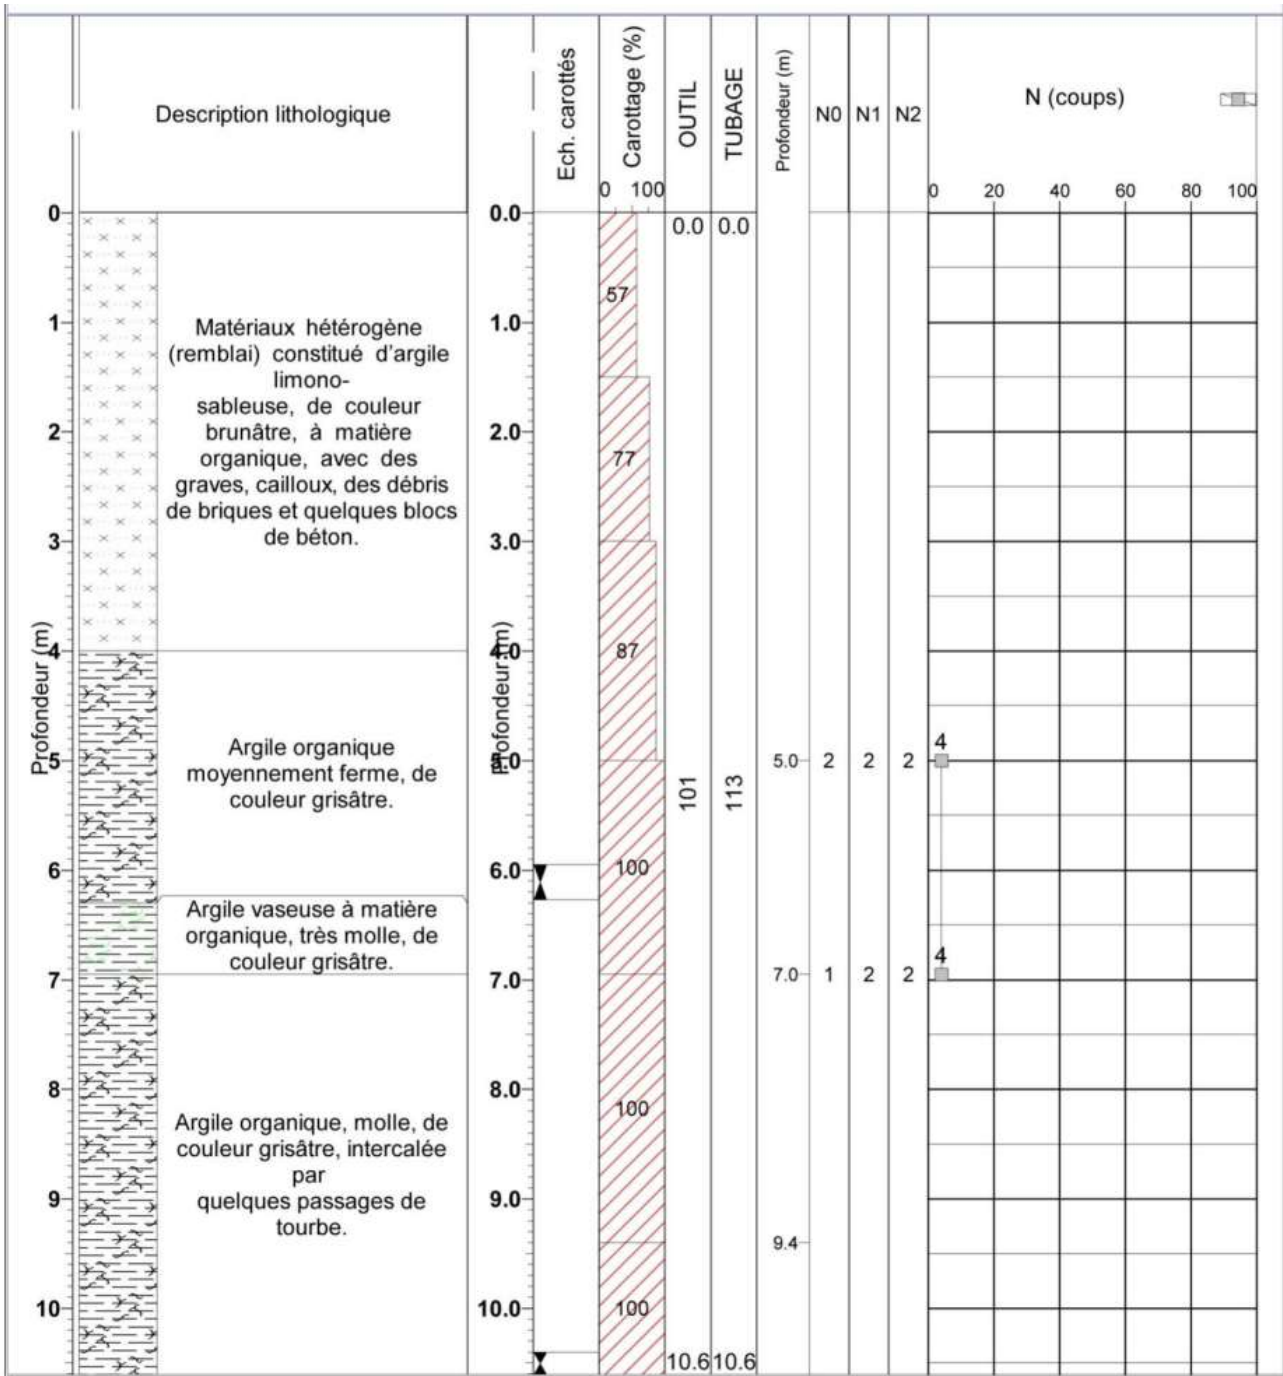 Description lithologique
Ech. carottés
Carottage (%)
0 100
OUTIL
TUBAGE
Profondeur (m)
N0 N1 N2
N (coups)
0 20 40 60 80 100
Profondeur (m)
0
1
2
3
4
5
6
7
8
9
10
Matériaux hétérogène
(remblai) constitué d'argile
limono-
sableuse, de couleur
brunâtre, à matière
organique, avec des
graves, cailloux, des débris
de briques et quelques blocs
de béton.
Argile organique
moyennement ferme, de
couleur grisâtre.
Argile vaseuse à matière
organique, très molle, de
couleur grisâtre.
Argile organique, molle, de
couleur grisâtre, intercalée
par
quelques passages de
tourbe.
Profondeur (m)
0.0
1.0
2.0
3.0
4.0
5.0
6.0
7.0
8.0
9.0
10.0
57
77
87
100
100
100
0.0 0.0
101
113
10.6 10.6
5.0 2 2 2 4
7.0 1 2 2 4
9.4